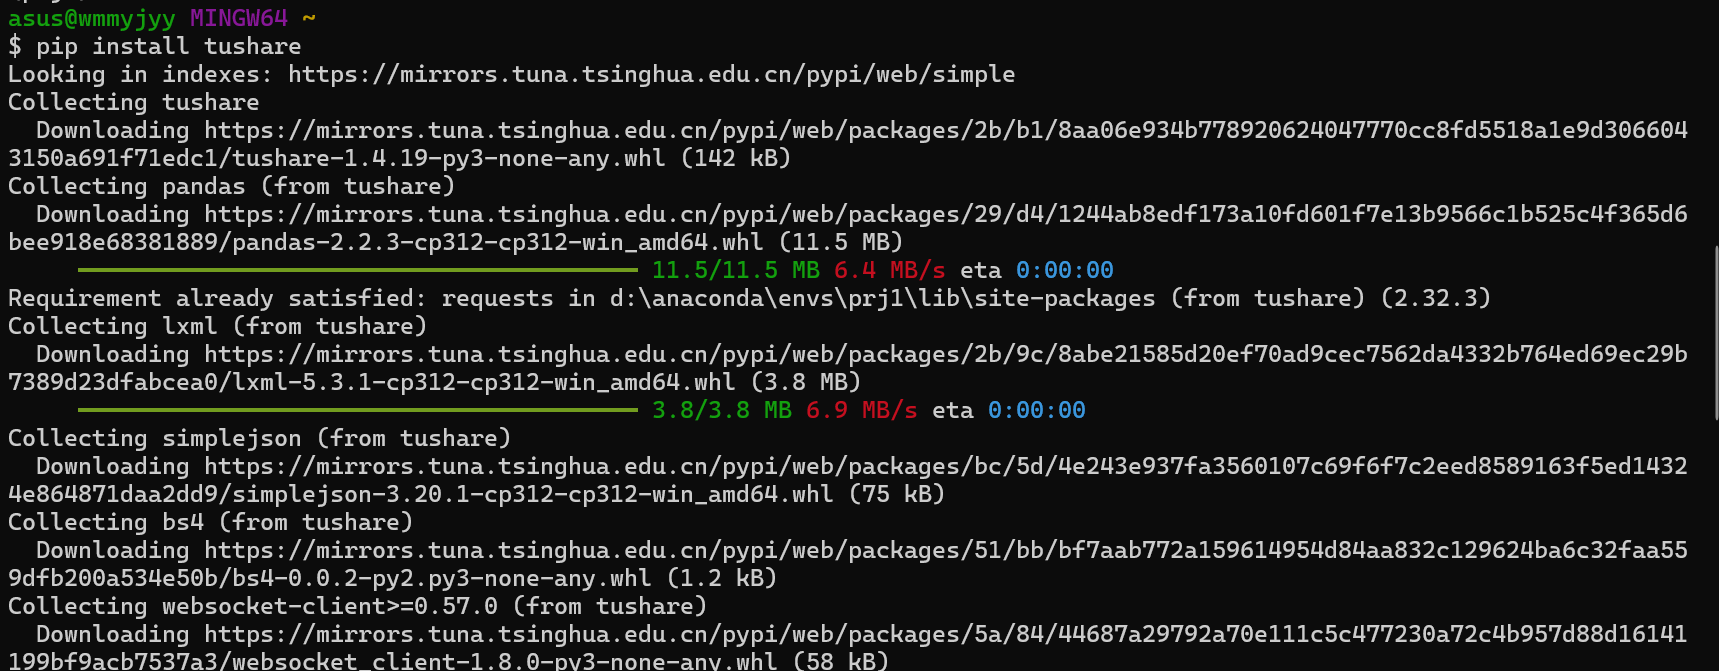 asus@wmmyjyy MINGW64 ~
$ pip install tushare
Looking in indexes: https://mirrors.tuna.tsinghua.edu.cn/pypi/web/simple
Collecting tushare
  Downloading https://mirrors.tuna.tsinghua.edu.cn/pypi/web/packages/2b/b1/8aa06e934b778920624047770cc8fd5518a1e9d306604
3150a691f71edc1/tushare-1.4.19-py3-none-any.whl (142 kB)
Collecting pandas (from tushare)
  Downloading https://mirrors.tuna.tsinghua.edu.cn/pypi/web/packages/29/d4/1244ab8edf173a10fd601f7e13b9566c1b525c4f365d6
bee918e68381889/pandas-2.2.3-cp312-cp312-win_amd64.whl (11.5 MB)
11.5/11.5 MB 6.4 MB/s eta 0:00:00
Requirement already satisfied: requests in d:\anaconda\envs\prj1\lib\site-packages (from tushare) (2.32.3)
Collecting lxml (from tushare)
  Downloading https://mirrors.tuna.tsinghua.edu.cn/pypi/web/packages/2b/9c/8abe21585d20ef70ad9cec7562da4332b764ed69ec29b
7389d23dfabcea0/lxml-5.3.1-cp312-cp312-win_amd64.whl (3.8 MB)
3.8/3.8 MB 6.9 MB/s eta 0:00:00
Collecting simplejson (from tushare)
  Downloading https://mirrors.tuna.tsinghua.edu.cn/pypi/web/packages/bc/5d/4e243e937fa3560107c69f6f7c2eed8589163f5ed1432
4e864871daa2dd9/simplejson-3.20.1-cp312-cp312-win_amd64.whl (75 kB)
Collecting bs4 (from tushare)
  Downloading https://mirrors.tuna.tsinghua.edu.cn/pypi/web/packages/51/bb/bf7aab772a159614954d84aa832c129624ba6c32faa55
9dfb200a534e50b/bs4-0.0.2-py2.py3-none-any.whl (1.2 kB)
Collecting websocket-client>=0.57.0 (from tushare)
  Downloading https://mirrors.tuna.tsinghua.edu.cn/pypi/web/packages/5a/84/44687a29792a70e111c5c477230a72c4b957d88d16141
199bf9acb7537a3/websocket_client-1.8.0-py3-none-any.whl (58 kB)